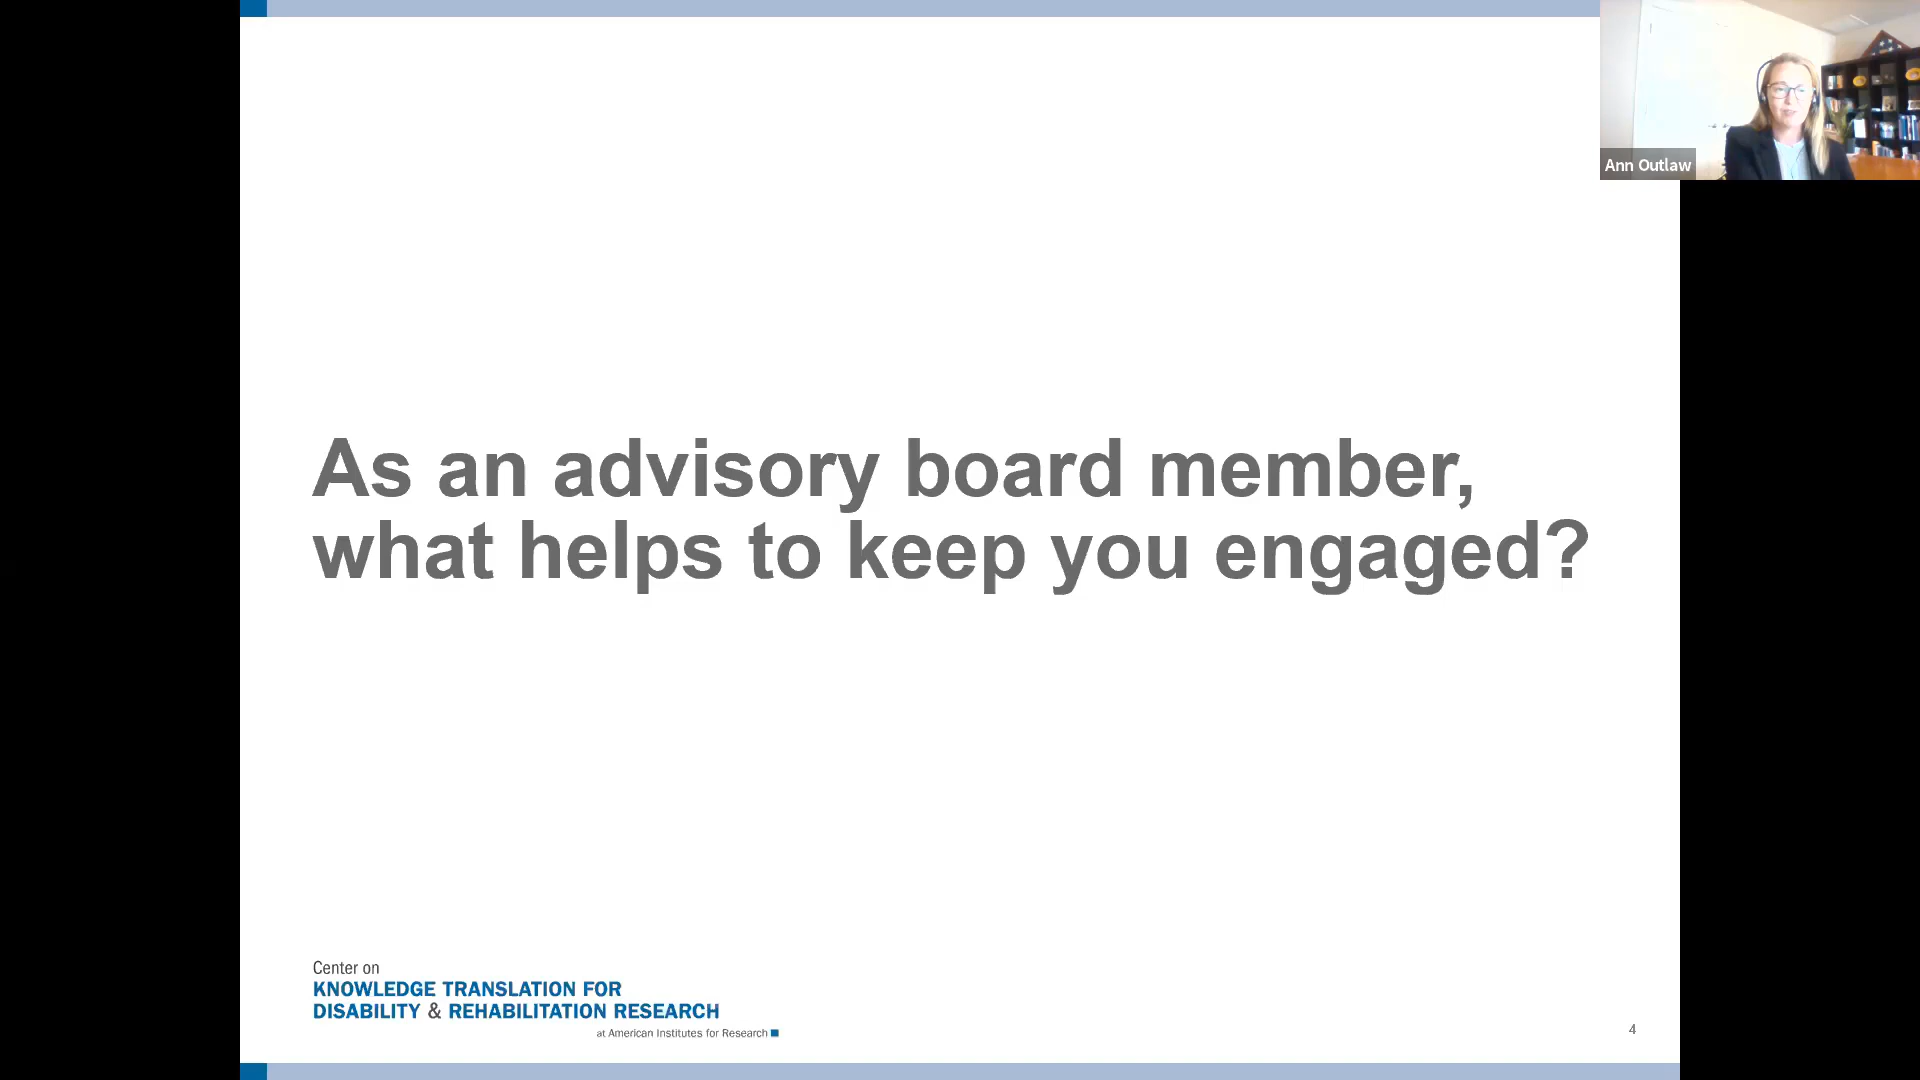 Ann Outlaw
As an advisory board member,
what helps to keep you engaged?
Center on
KNOWLEDGE TRANSLATION FOR
DISABILITY & REHABILITATION RESEARCH
at American Institutes for Research
4